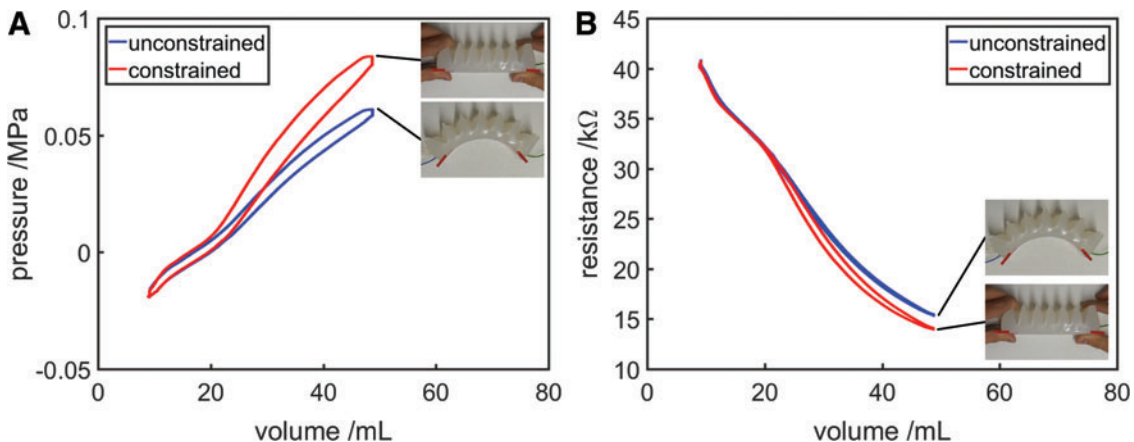 A
unconstrained
constrained
0.1
0.05
0
-0.05
pressure /MPa
0
20
40
60
80
volume /mL
B
unconstrained
constrained
45
40
35
30
25
20
15
10
resistance /kΩ
0
20
40
60
80
volume /mL